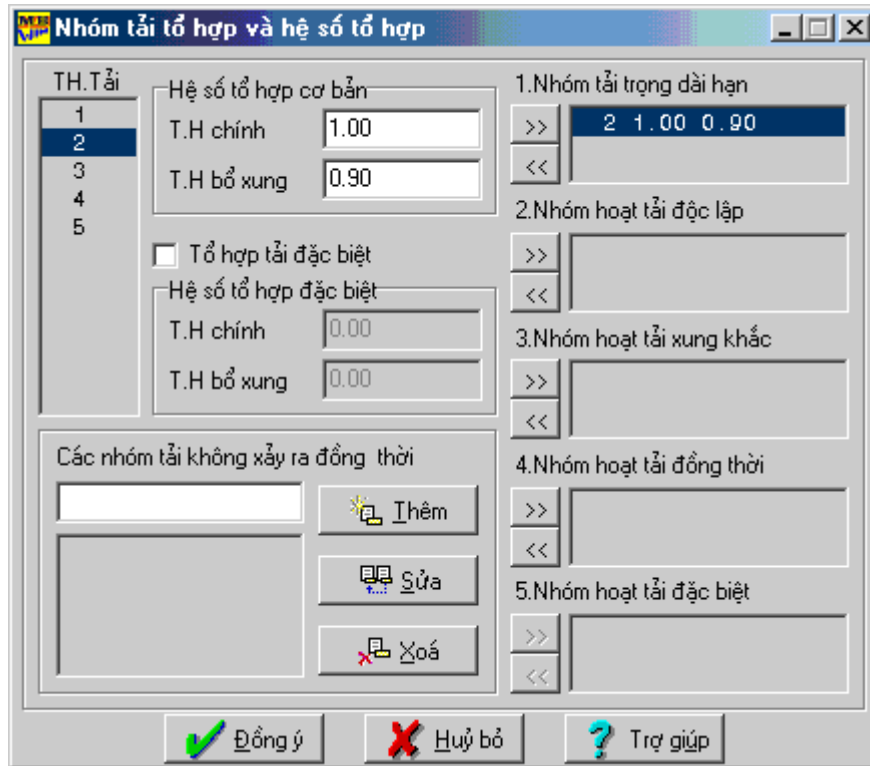 Nhóm tải tổ hợp và hệ số tổ hợp
TH.Tải
1
2
3
4
5
Hệ số tổ hợp cơ bản
T.H chính 1.00
T.H bổ xung 0.90
Tổ hợp tải đặc biệt
Hệ số tổ hợp đặc biệt
T.H chính 0.00
T.H bổ xung 0.00
Các nhóm tải không xảy ra đồng thời
Thêm
Sửa
Xoá
1.Nhóm tải trọng dài hạn
>> 2 1.00 0.90
<<
2.Nhóm hoạt tải độc lập
>>
<<
3.Nhóm hoạt tải xung khắc
>>
<<
4.Nhóm hoạt tải đồng thời
>>
<<
5.Nhóm hoạt tải đặc biệt
>>
<<
Đồng ý
Huỷ bỏ
Trợ giúp